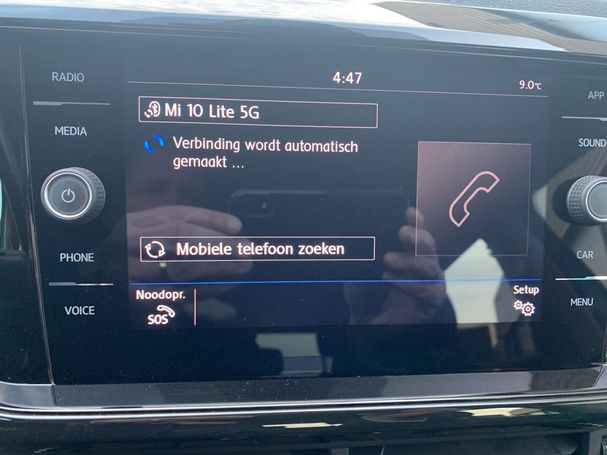 RADIO
4:47
9.0°C
APP
Mi 10 Lite 5G
MEDIA
SOUND
Verbinding wordt automatisch
gemaakt ...
PHONE
Mobiele telefoon zoeken
CAR
Noodopr.
Setup
VOICE
SOS
MENU